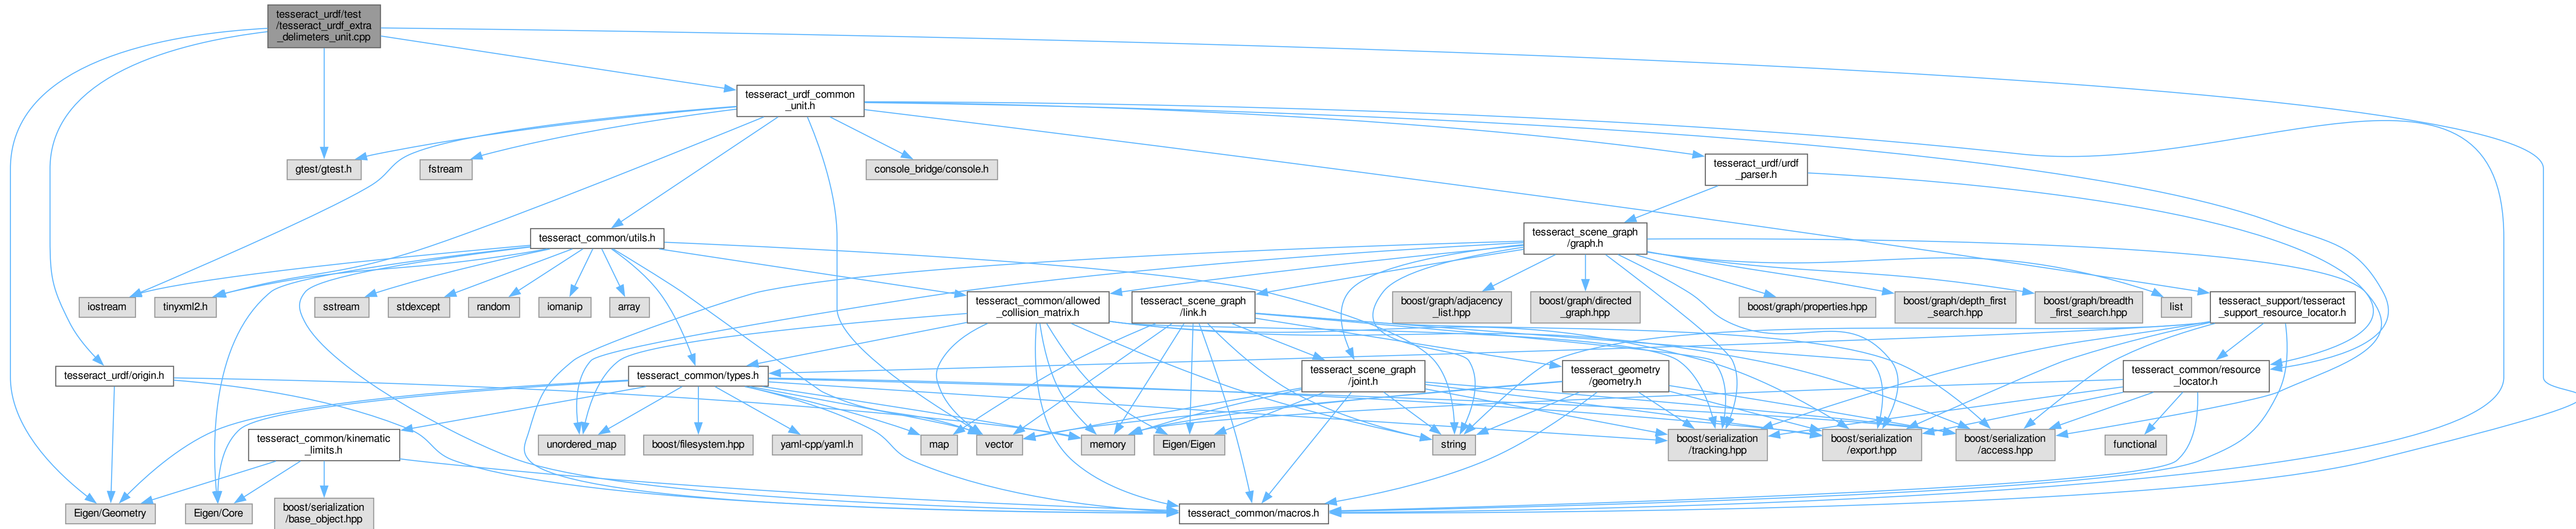 tesseract_urdf/test
/tesseract_urdf_extra
_delimeters_unit.cpp
tesseract_urdf_common
_unit.h
gtest/gtest.h
fstream
console_bridge/console.h
tesseract_urdf/urdf
_parser.h
tesseract_common/utils.h
tesseract_scene_graph
/graph.h
iostream
tinyxml2.h
sstream
stdexcept
random
iomanip
array
tesseract_common/allowed
_collision_matrix.h
tesseract_scene_graph
/link.h
boost/graph/adjacency
_list.hpp
boost/graph/directed
_graph.hpp
boost/graph/properties.hpp
boost/graph/depth_first
_search.hpp
boost/graph/breadth
_first_search.hpp
list
tesseract_support/tesseract
_support_resource_locator.h
tesseract_urdf/origin.h
tesseract_common/types.h
tesseract_scene_graph
/joint.h
tesseract_geometry
/geometry.h
tesseract_common/resource
_locator.h
tesseract_common/kinematic
_limits.h
unordered_map
boost/filesystem.hpp
yaml-cpp/yaml.h
map
vector
memory
Eigen/Eigen
string
boost/serialization
/tracking.hpp
boost/serialization
/export.hpp
boost/serialization
/access.hpp
functional
Eigen/Geometry
Eigen/Core
boost/serialization
/base_object.hpp
tesseract_common/macros.h